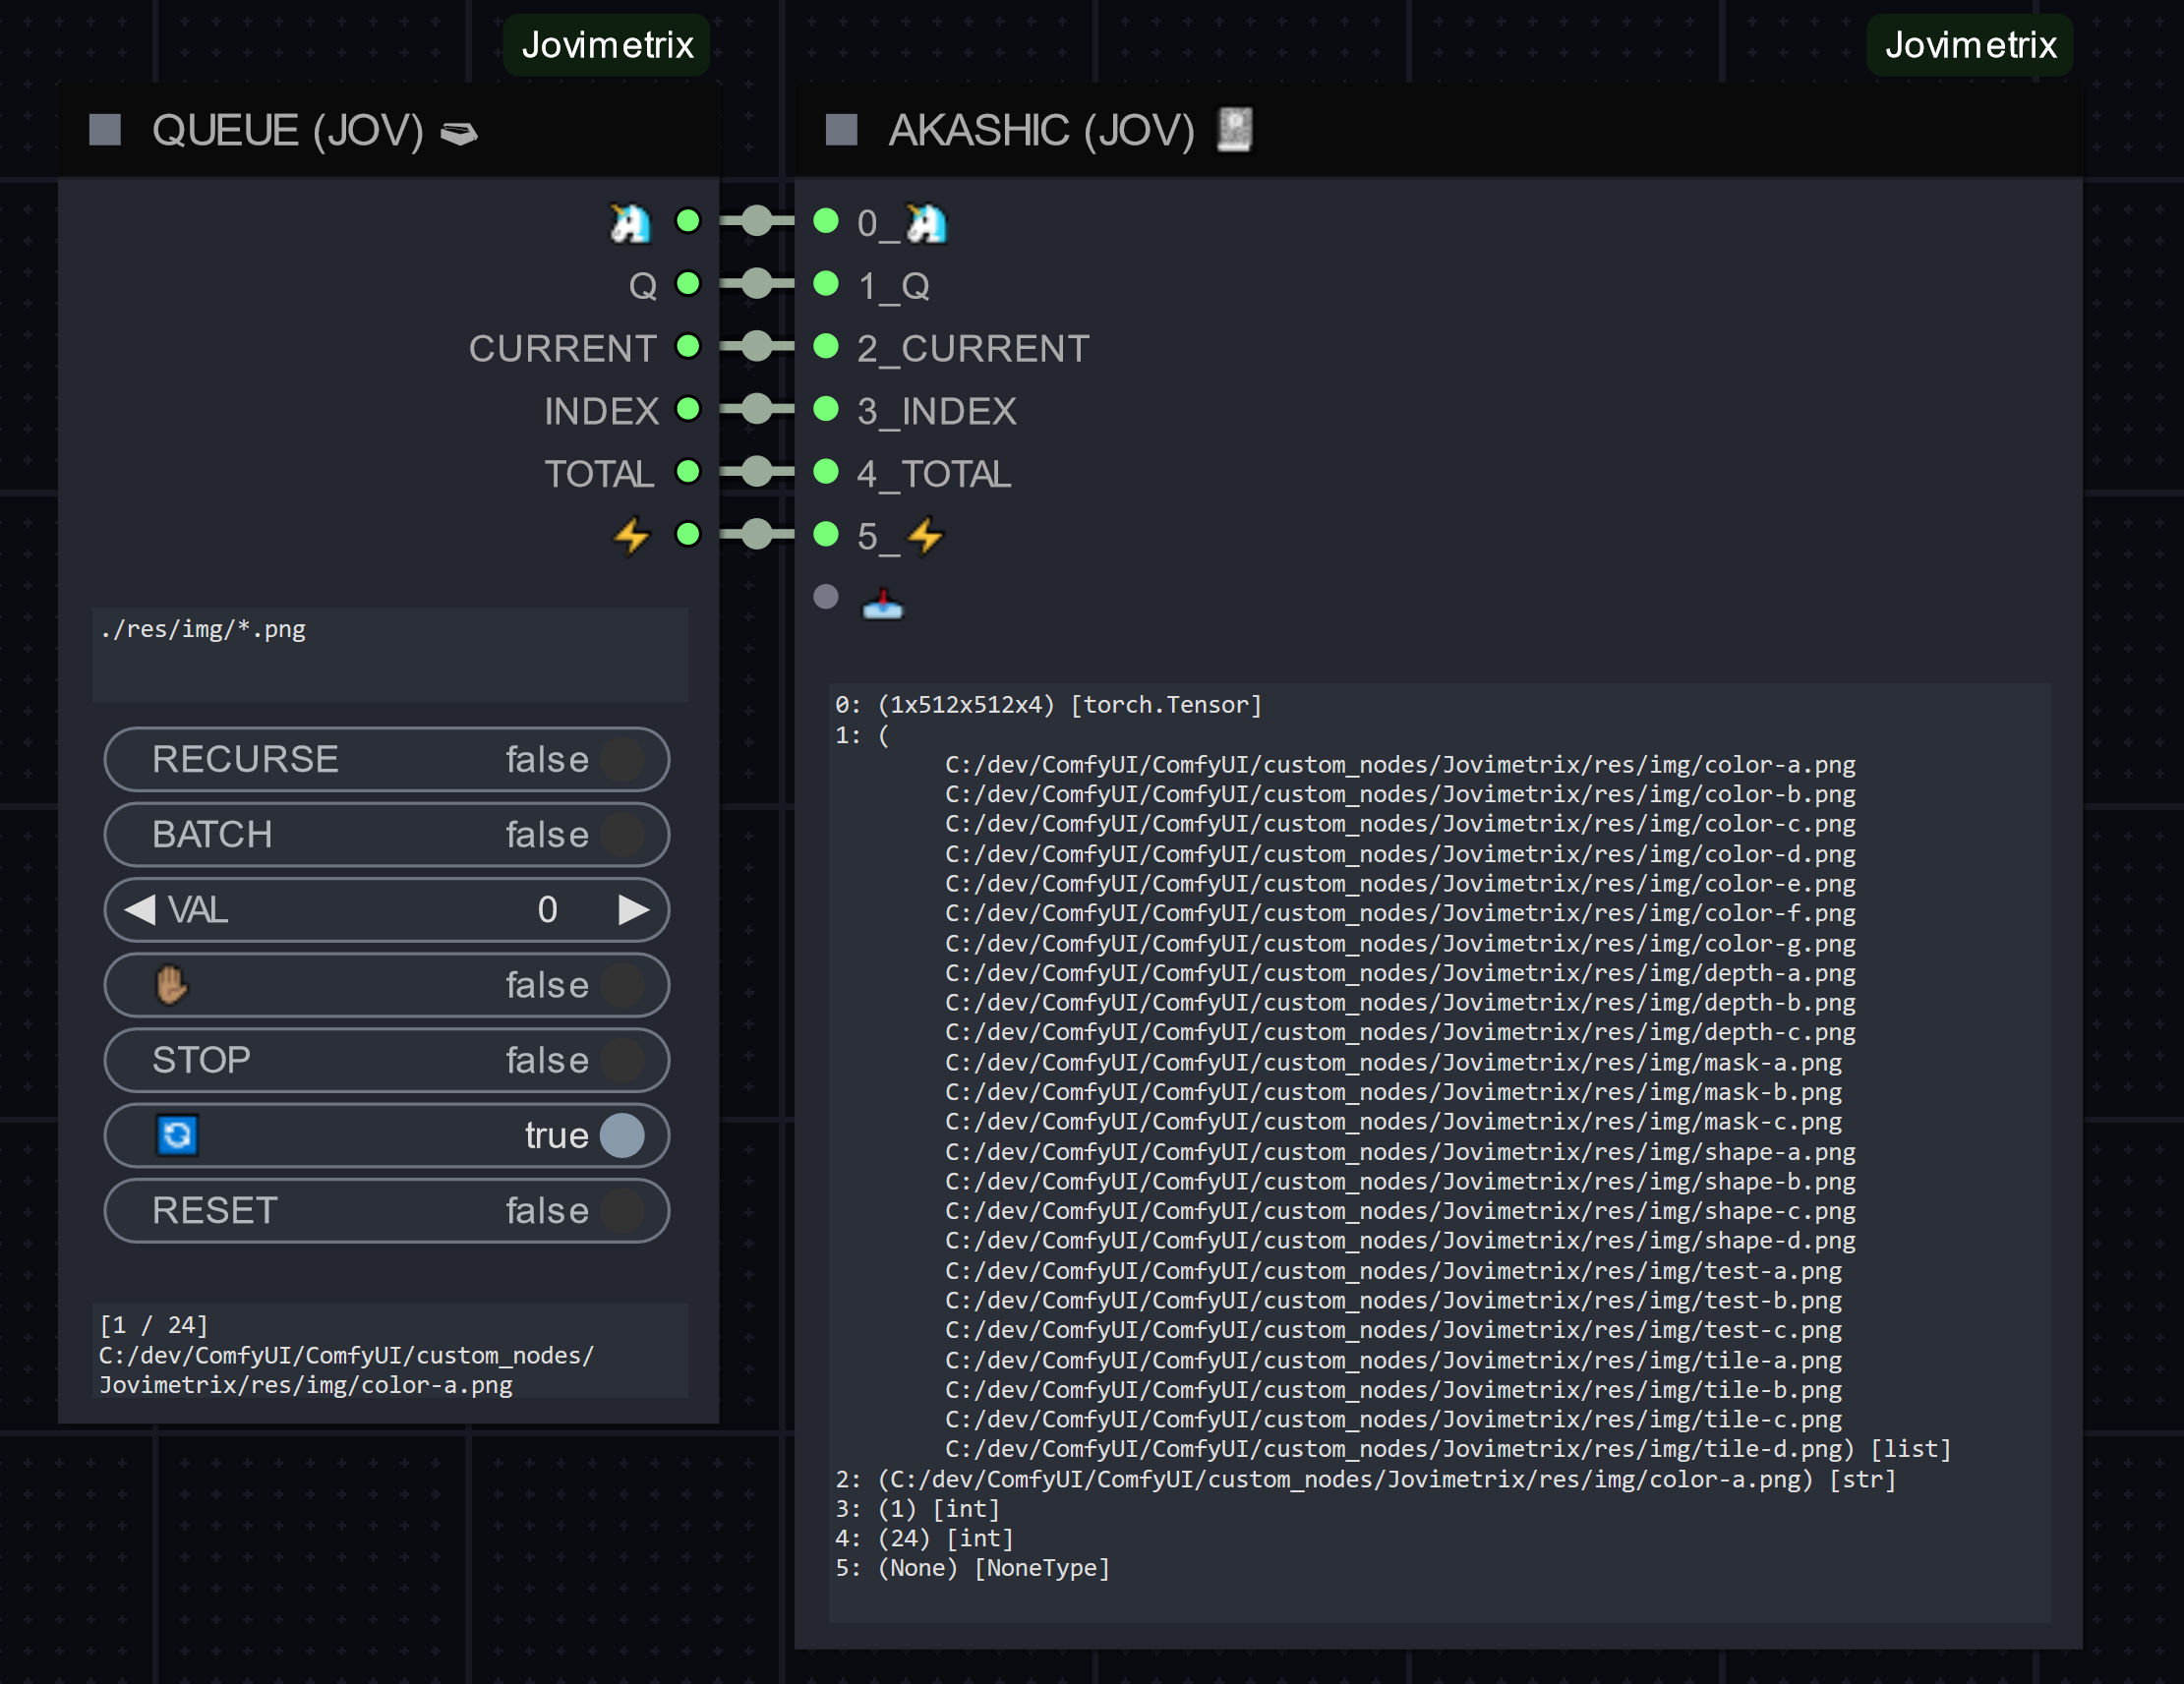 Jovimetrix
Jovimetrix
QUEUE (JOV)
Q
CURRENT
INDEX
TOTAL
./res/img/*.png
RECURSE false
BATCH false
VAL 0
false
STOP false
true
RESET false
[1 / 24]
C:/dev/ComfyUI/ComfyUI/custom_nodes/
Jovimetrix/res/img/color-a.png
AKASHIC (JOV)
0_
1_Q
2_CURRENT
3_INDEX
4_TOTAL
5_
0: (1x512x512x4) [torch.Tensor]
1: (
C:/dev/ComfyUI/ComfyUI/custom_nodes/Jovimetrix/res/img/color-a.png
C:/dev/ComfyUI/ComfyUI/custom_nodes/Jovimetrix/res/img/color-b.png
C:/dev/ComfyUI/ComfyUI/custom_nodes/Jovimetrix/res/img/color-c.png
C:/dev/ComfyUI/ComfyUI/custom_nodes/Jovimetrix/res/img/color-d.png
C:/dev/ComfyUI/ComfyUI/custom_nodes/Jovimetrix/res/img/color-e.png
C:/dev/ComfyUI/ComfyUI/custom_nodes/Jovimetrix/res/img/color-f.png
C:/dev/ComfyUI/ComfyUI/custom_nodes/Jovimetrix/res/img/color-g.png
C:/dev/ComfyUI/ComfyUI/custom_nodes/Jovimetrix/res/img/depth-a.png
C:/dev/ComfyUI/ComfyUI/custom_nodes/Jovimetrix/res/img/depth-b.png
C:/dev/ComfyUI/ComfyUI/custom_nodes/Jovimetrix/res/img/depth-c.png
C:/dev/ComfyUI/ComfyUI/custom_nodes/Jovimetrix/res/img/mask-a.png
C:/dev/ComfyUI/ComfyUI/custom_nodes/Jovimetrix/res/img/mask-b.png
C:/dev/ComfyUI/ComfyUI/custom_nodes/Jovimetrix/res/img/mask-c.png
C:/dev/ComfyUI/ComfyUI/custom_nodes/Jovimetrix/res/img/shape-a.png
C:/dev/ComfyUI/ComfyUI/custom_nodes/Jovimetrix/res/img/shape-b.png
C:/dev/ComfyUI/ComfyUI/custom_nodes/Jovimetrix/res/img/shape-c.png
C:/dev/ComfyUI/ComfyUI/custom_nodes/Jovimetrix/res/img/shape-d.png
C:/dev/ComfyUI/ComfyUI/custom_nodes/Jovimetrix/res/img/test-a.png
C:/dev/ComfyUI/ComfyUI/custom_nodes/Jovimetrix/res/img/test-b.png
C:/dev/ComfyUI/ComfyUI/custom_nodes/Jovimetrix/res/img/test-c.png
C:/dev/ComfyUI/ComfyUI/custom_nodes/Jovimetrix/res/img/tile-a.png
C:/dev/ComfyUI/ComfyUI/custom_nodes/Jovimetrix/res/img/tile-b.png
C:/dev/ComfyUI/ComfyUI/custom_nodes/Jovimetrix/res/img/tile-c.png
C:/dev/ComfyUI/ComfyUI/custom_nodes/Jovimetrix/res/img/tile-d.png) [list]
2: (C:/dev/ComfyUI/ComfyUI/custom_nodes/Jovimetrix/res/img/color-a.png) [str]
3: (1) [int]
4: (24) [int]
5: (None) [NoneType]